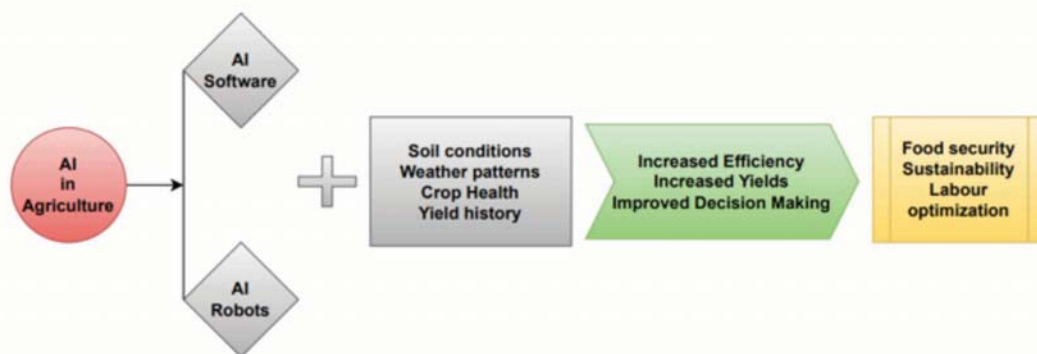 AI
in
Agriculture
AI
Software
AI
Robots
Soil conditions
Weather patterns
Crop Health
Yield history
Increased Efficiency
Increased Yields
Improved Decision Making
Food security
Sustainability
Labour
optimization